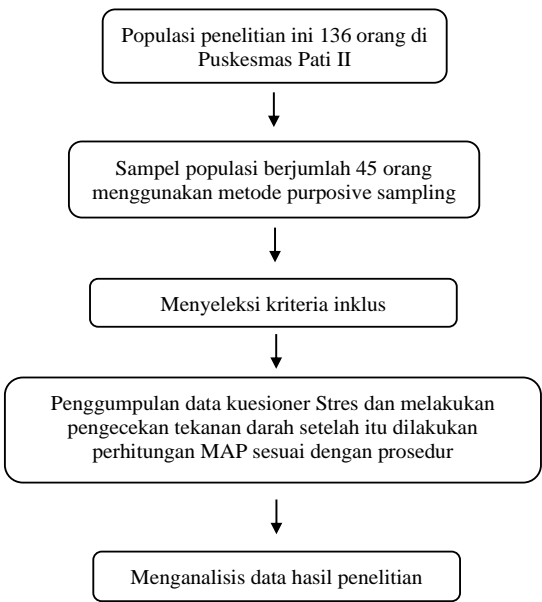 Populasi penelitian ini 136 orang di
Puskesmas Pati II
Sampel populasi berjumlah 45 orang
menggunakan metode purposive sampling
Menyeleksi kriteria inklus
Penggumpulan data kuesioner Stres dan melakukan
pengecekan tekanan darah setelah itu dilakukan
perhitungan MAP sesuai dengan prosedur
Menganalisis data hasil penelitian